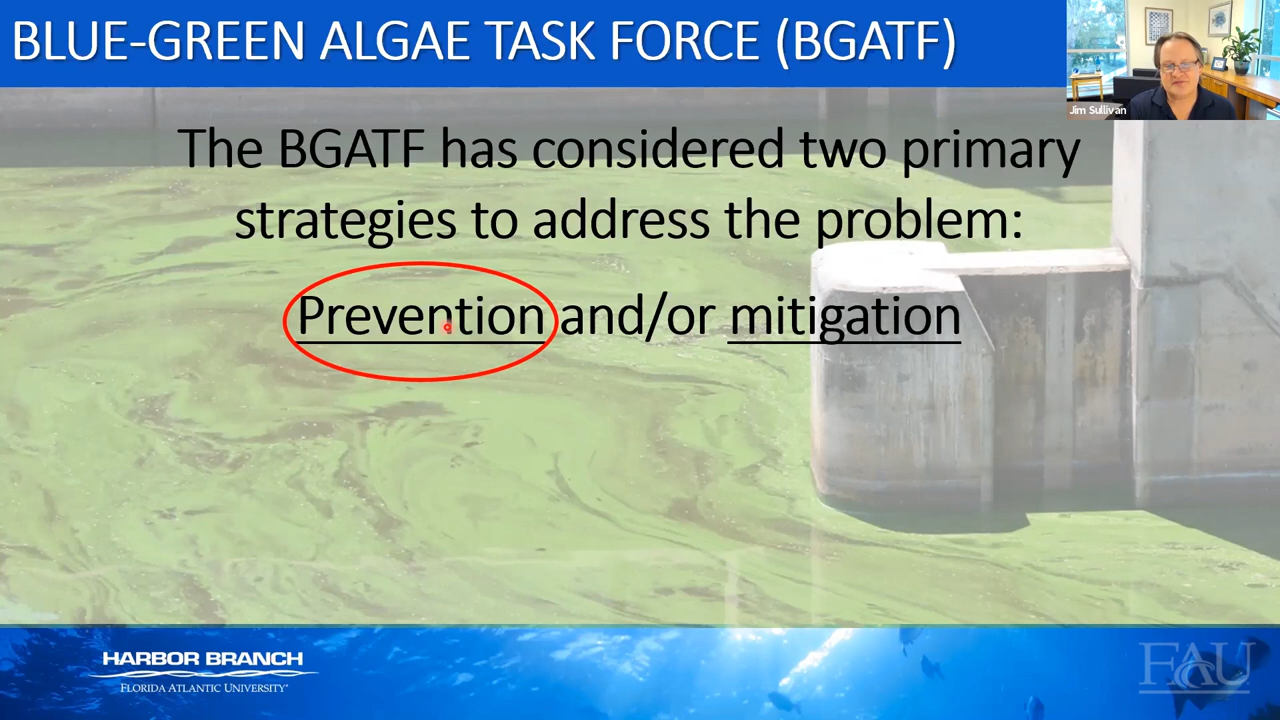 BLUE-GREEN ALGAE TASK FORCE (BGATF)
Jim Sullivan
The BGATF has considered two primary
strategies to address the problem:
Prevention and/or mitigation
HARBOR BRANCH
FLORIDA ATLANTIC UNIVERSITY
FAU